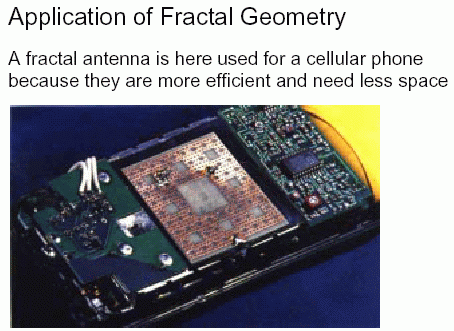 Application of Fractal Geometry
A fractal antenna is here used for a cellular phone
because they are more efficient and need less space